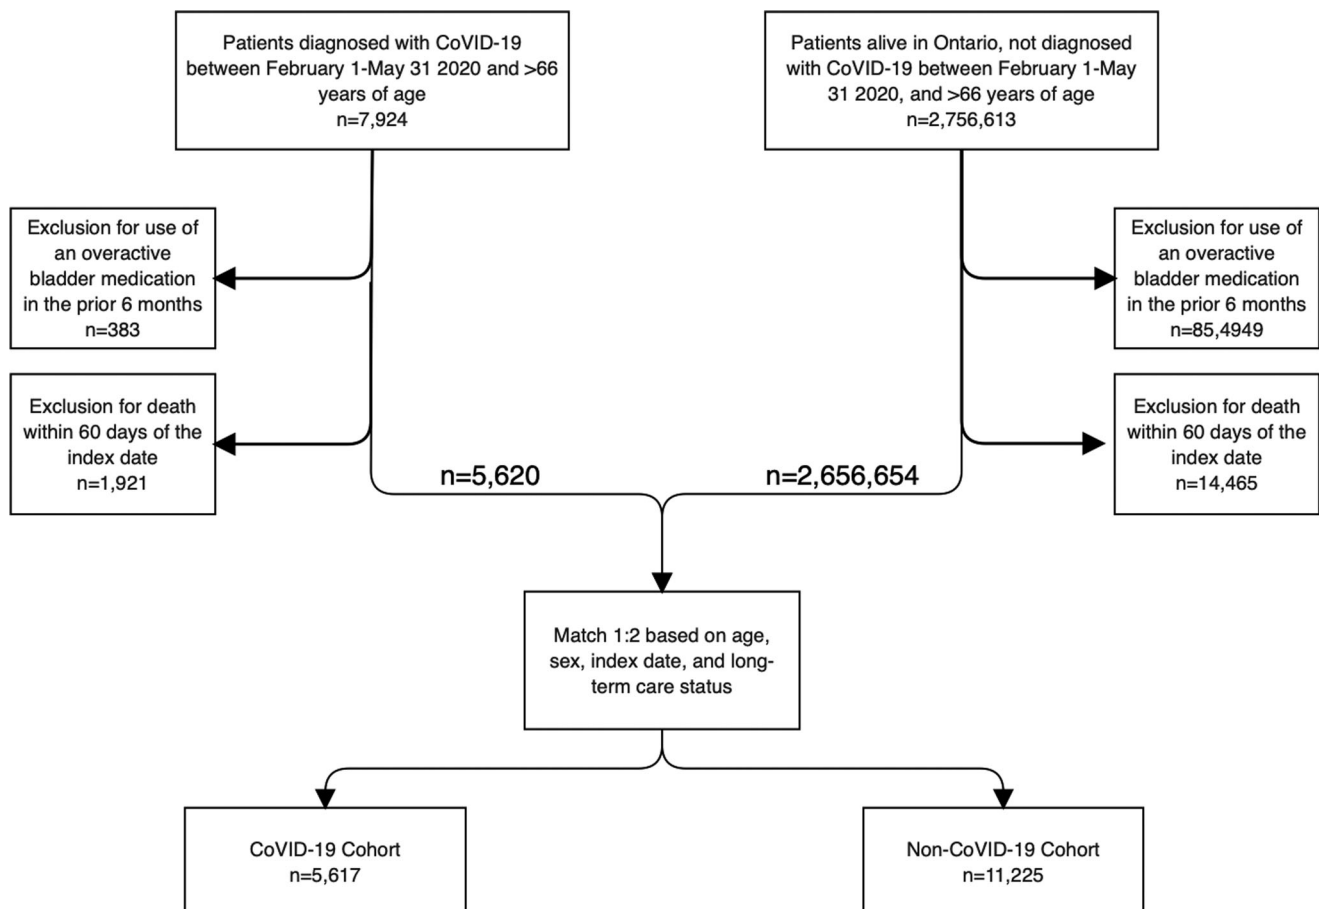 Patients diagnosed with CoVID-19
between February 1-May 31 2020 and >66
years of age
n=7,924
Patients alive in Ontario, not diagnosed
with CoVID-19 between February 1-May
31 2020, and >66 years of age
n=2,756,613
Exclusion for use of
an overactive
bladder medication
in the prior 6 months
n=383
Exclusion for use of
an overactive
bladder medication
in the prior 6 months
n=85,4949
Exclusion for death
within 60 days of the
index date
n=1,921
Exclusion for death
within 60 days of the
index date
n=14,465
n=5,620
n=2,656,654
Match 1:2 based on age,
sex, index date, and long-
term care status
CoVID-19 Cohort
n=5,617
Non-CoVID-19 Cohort
n=11,225